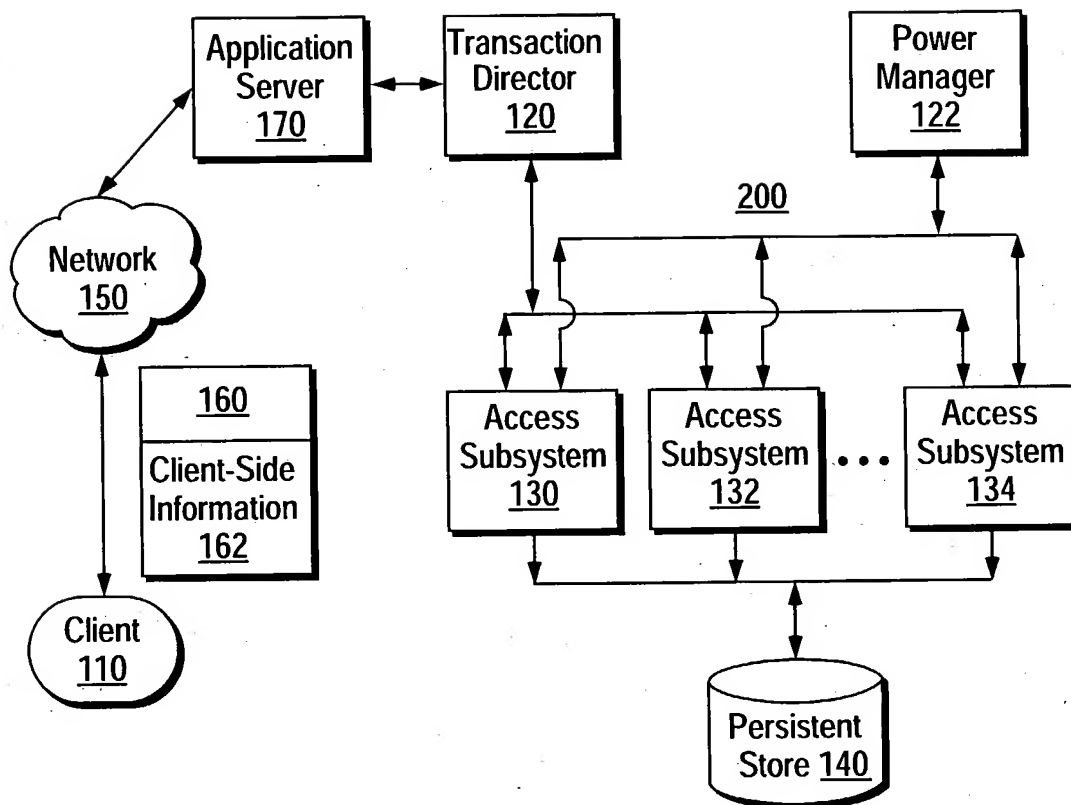 Application
Server
170
Transaction
Director
120
Power
Manager
122
200
Network
150
160
Client-Side
Information
162
Access
Subsystem
130
Access
Subsystem
132
Access
Subsystem
134
Client
110
Persistent
Store 140